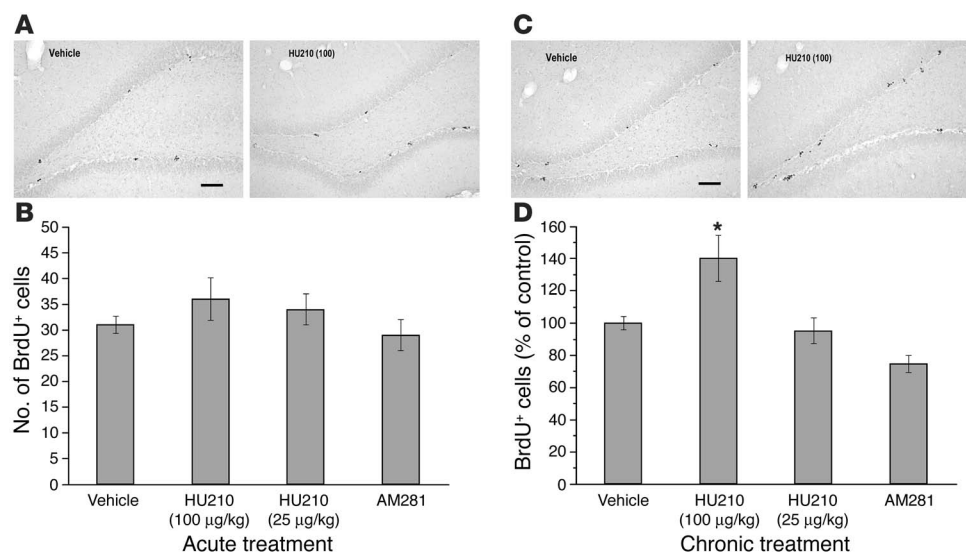 A
Vehicle
HU210 (100)
C
Vehicle
HU210 (100)
B
No. of BrdU⁺ cells
50
45
40
35
30
25
20
15
10
5
0
Vehicle
HU210
(100 µg/kg)
HU210
(25 µg/kg)
AM281
Acute treatment
D
BrdU⁺ cells (% of control)
160
140
120
100
80
60
40
20
0
*
Vehicle
HU210
(100 µg/kg)
HU210
(25 µg/kg)
AM281
Chronic treatment